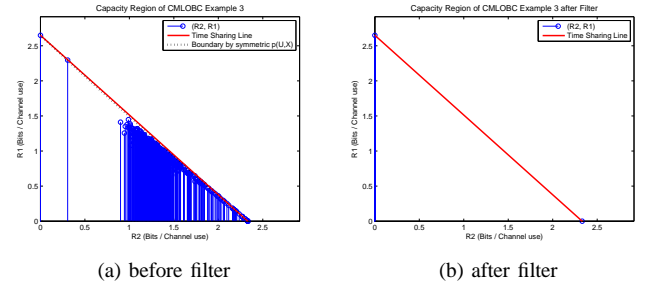 Capacity Region of CMLOBC Example 3
(R2, R1)
Time Sharing Line
Boundary by symmetric p(U,X)
R1 (Bits / Channel use)
2.5
2
1.5
1
0.5
0
0
0.5
1
1.5
2
2.5
R2 (Bits / Channel use)
(a) before filter
Capacity Region of CMLOBC Example 3 after Filter
(R2, R1)
Time Sharing Line
R1 (Bits / Channel use)
2.5
2
1.5
1
0.5
0
0
0.5
1
1.5
2
2.5
R2 (Bits / Channel use)
(b) after filter